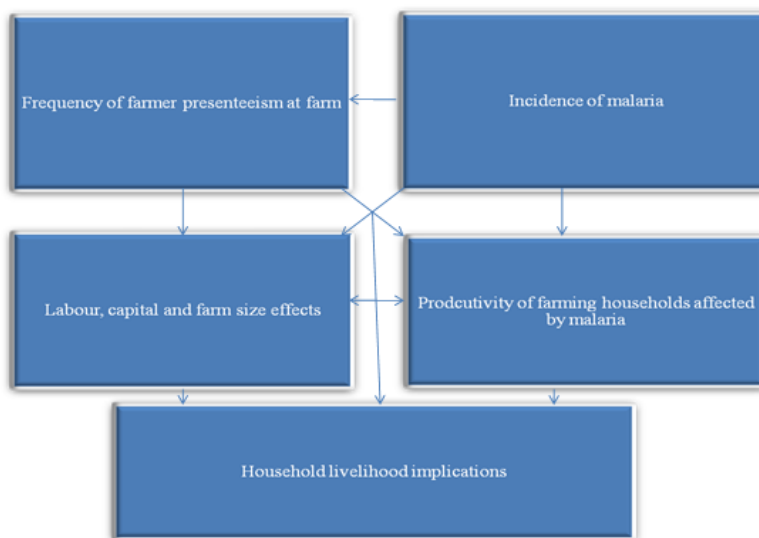 Frequency of farmer presenteeism at farm
Incidence of malaria
Labour, capital and farm size effects
Prodcutivity of farming households affected
by malaria
Household livelihood implications